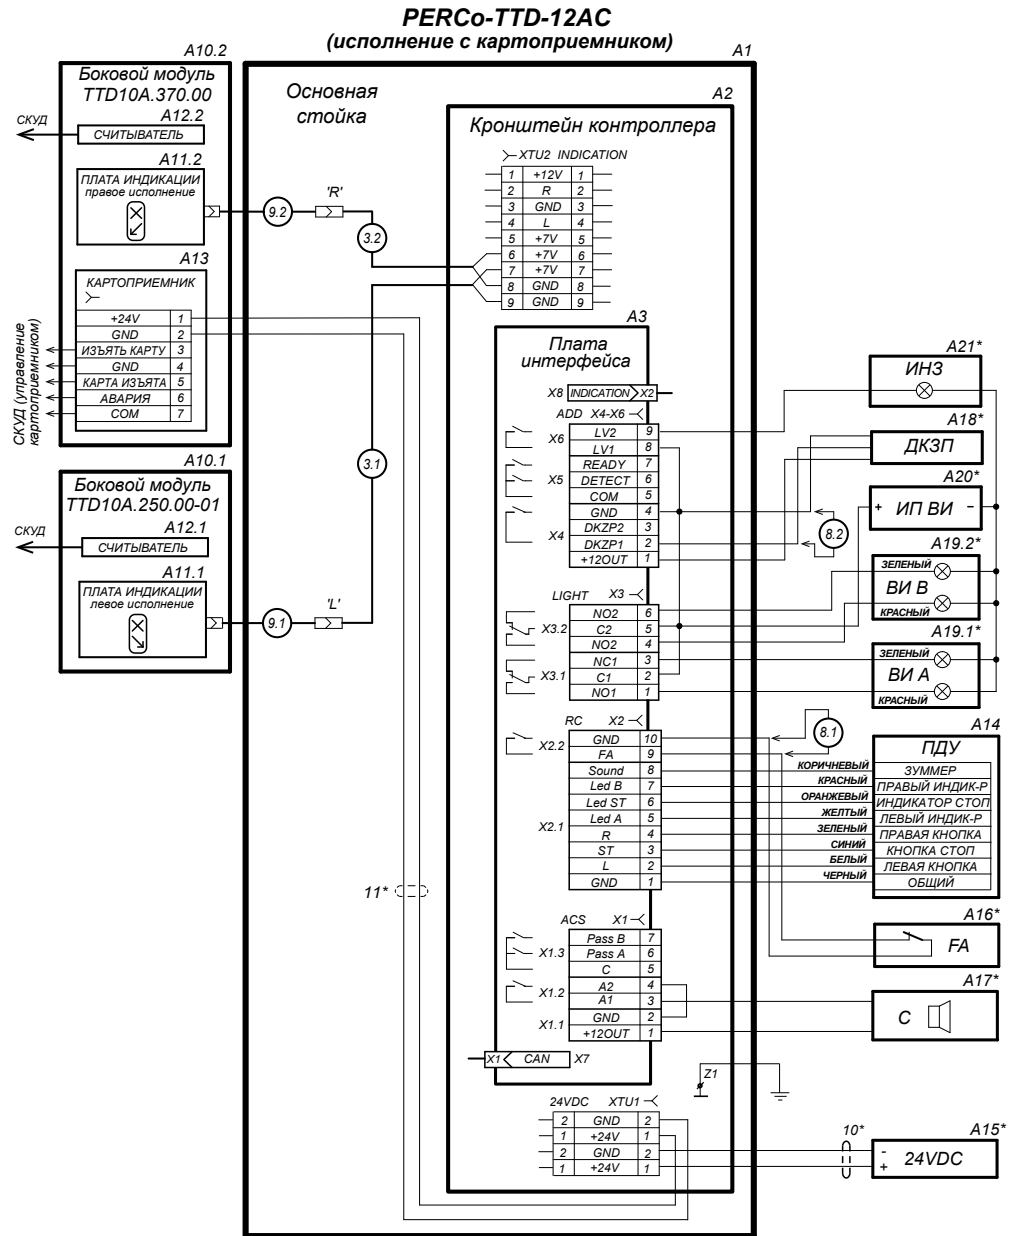 PERCo-TTD-12AC
(исполнение с картоприемником)
A10.2
Боковой модуль
TTD10A.370.00
A12.2
СКУД
СЧИТЫВАТЕЛЬ
A11.2
ПЛАТА ИНДИКАЦИИ
правое исполнение
A13
КАРТОПРИЕМНИК
+24V 1
GND 2
ИЗЪЯТЬ КАРТУ 3
GND 4
КАРТА ИЗЪЯТА 5
АВАРИЯ 6
COM 7
СКУД (управление
картоприемником)
A10.1
Боковой модуль
TTD10A.250.00-01
A12.1
СКУД
СЧИТЫВАТЕЛЬ
A11.1
ПЛАТА ИНДИКАЦИИ
левое исполнение
A1
Основная
стойка
9.2
'R'
3.2
3.1
9.1
'L'
11*
A2
Кронштейн контроллера
XTU2 INDICATION
1 +12V 1
2 R 2
3 GND 3
4 L 4
5 +7V 5
6 +7V 6
7 +7V 7
8 GND 8
9 GND 9
A3
Плата
интерфейса
X8 INDICATION X2
ADD X4-X6
X6
LV2 9
LV1 8
X5
READY 7
DETECT 6
COM 5
X4
GND 4
DKZP2 3
DKZP1 2
+12OUT 1
LIGHT X3
X3.2
NO2 6
C2 5
NO2 4
X3.1
NC1 3
C1 2
NO1 1
RC X2
X2.2
GND 10
FA 9
X2.1
Sound 8
Led B 7
Led ST 6
Led A 5
R 4
ST 3
L 2
GND 1
ACS X1
X1.3
Pass B 7
Pass A 6
C 5
X1.2
A2 4
A1 3
X1.1
GND 2
+12OUT 1
X1 CAN X7
Z1
24VDC XTU1
2 GND 2
1 +24V 1
2 GND 2
1 +24V 1
A21*
ИНЗ
A18*
ДКЗП
A20*
+ ИП ВИ -
8.2
A19.2*
ЗЕЛЕНЫЙ
ВИ В
КРАСНЫЙ
A19.1*
ЗЕЛЕНЫЙ
ВИ А
КРАСНЫЙ
8.1
A14
ПДУ
КОРИЧНЕВЫЙ ЗУММЕР
КРАСНЫЙ ПРАВЫЙ ИНДИК-Р
ОРАНЖЕВЫЙ ИНДИКАТОР СТОП
ЖЕЛТЫЙ ЛЕВЫЙ ИНДИК-Р
ЗЕЛЕНЫЙ ПРАВАЯ КНОПКА
СИНИЙ КНОПКА СТОП
БЕЛЫЙ ЛЕВАЯ КНОПКА
ЧЕРНЫЙ ОБЩИЙ
A16*
FA
A17*
C
10*
A15*
-
+
24VDC